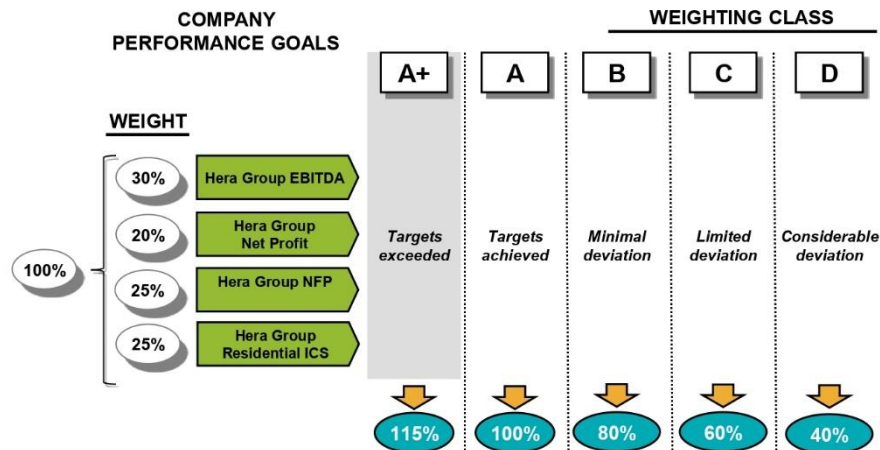 COMPANY
PERFORMANCE GOALS
WEIGHTING CLASS
A+
A
B
C
D
WEIGHT
100%
30%
Hera Group EBITDA
20%
Hera Group
Net Profit
25%
Hera Group NFP
25%
Hera Group
Residential ICS
Targets
exceeded
Targets
achieved
Minimal
deviation
Limited
deviation
Considerable
deviation
115%
100%
80%
60%
40%